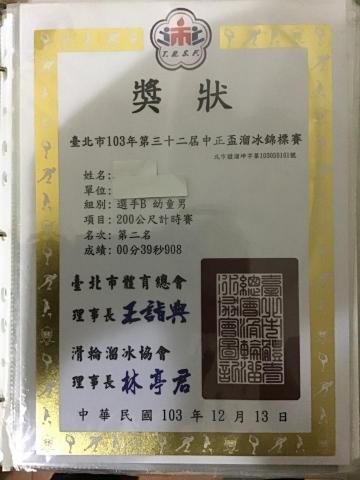 T.R.S.F.
獎狀
臺北市103年第三十二屆中正盃溜冰錦標賽
北市體溜坤字第103050101號
姓名:
單位:
組別: 選手B 幼童男
項目: 200公尺計時賽
名次: 第二名
成績: 00分39秒908
臺北市體育總會
理事長 王詣典
滑輪溜冰協會
理事長 林亭君
中華民國 103 年 12 月 13 日